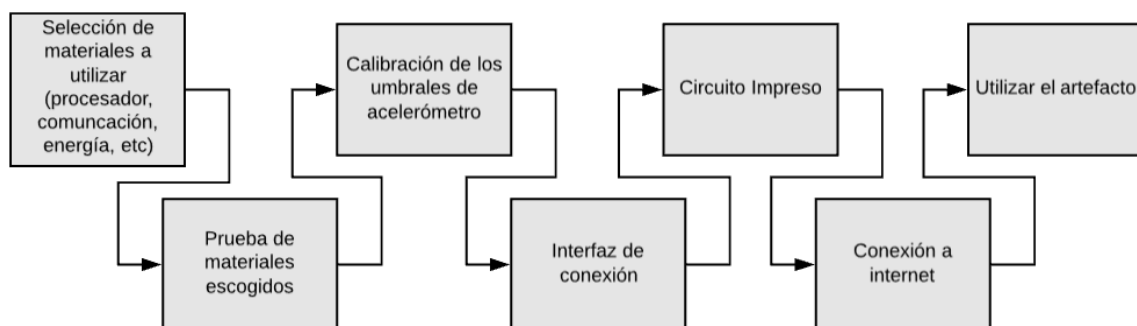 Selección de
materiales a
utilizar
(procesador,
comuncación,
energía, etc)
Prueba de
materiales
escogidos
Calibración de los
umbrales de
acelerómetro
Interfaz de
conexión
Circuito Impreso
Conexión a
internet
Utilizar el artefacto